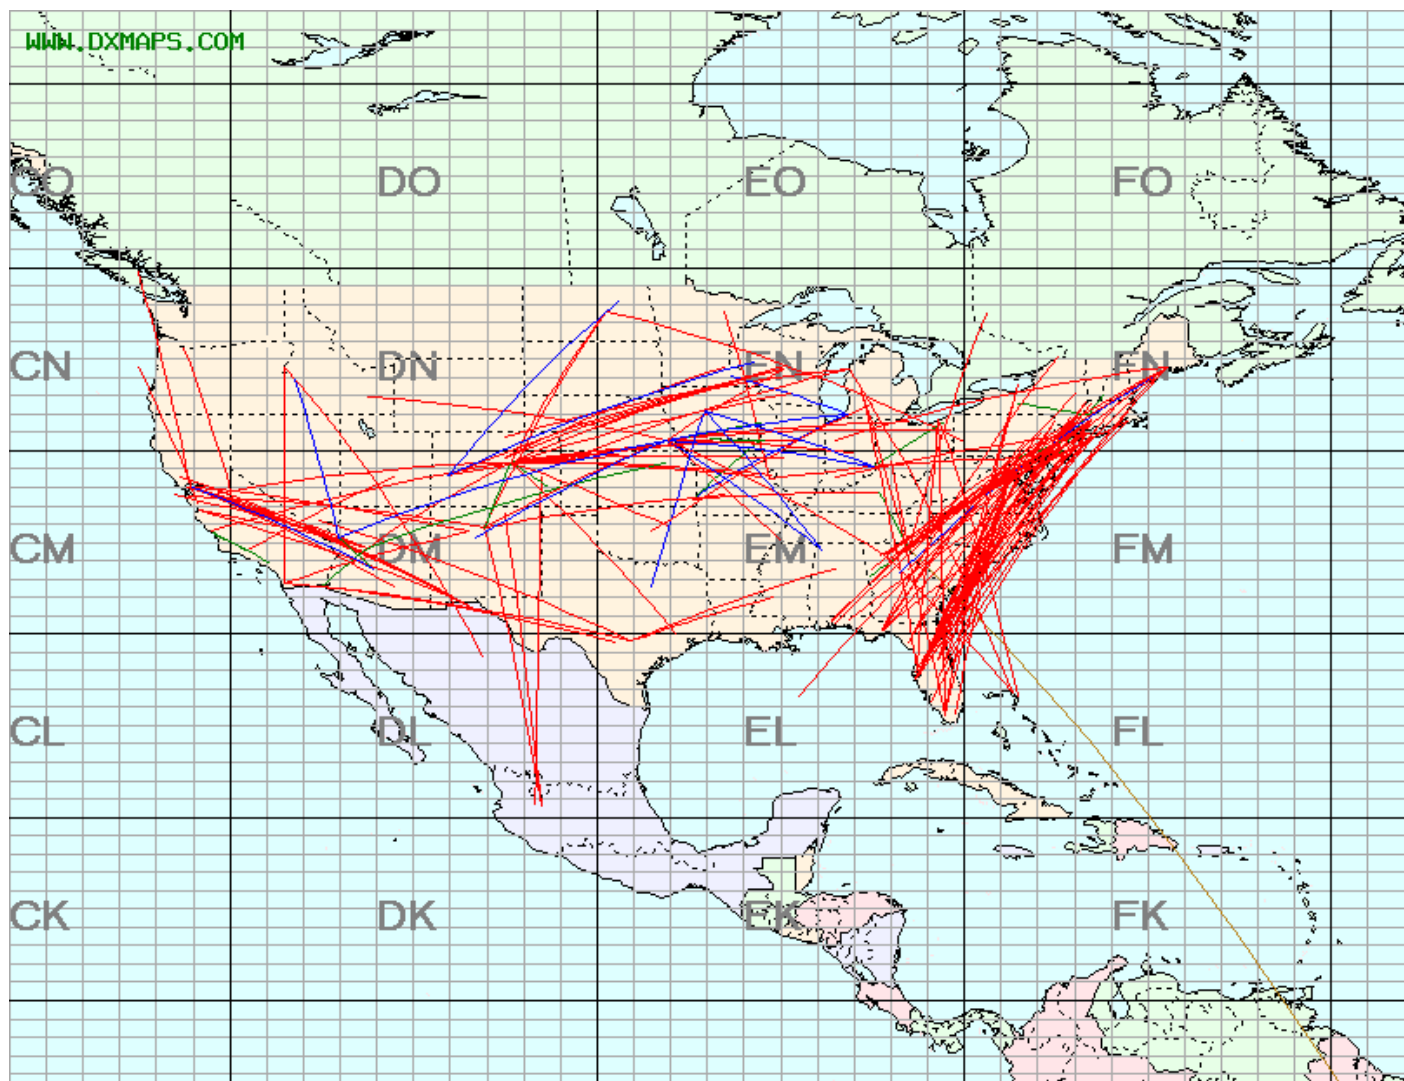 WWW.DXMAPS.COM
CO DO EO FO
CN DN EN FN
CM DM EM FM
CL DL EL FL
CK DK EK FK